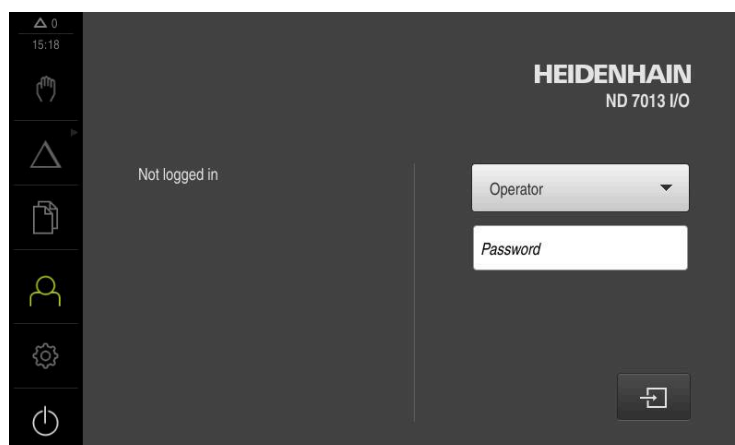 0
15:18
HEIDENHAIN
ND 7013 I/O
Not logged in
Operator
Password